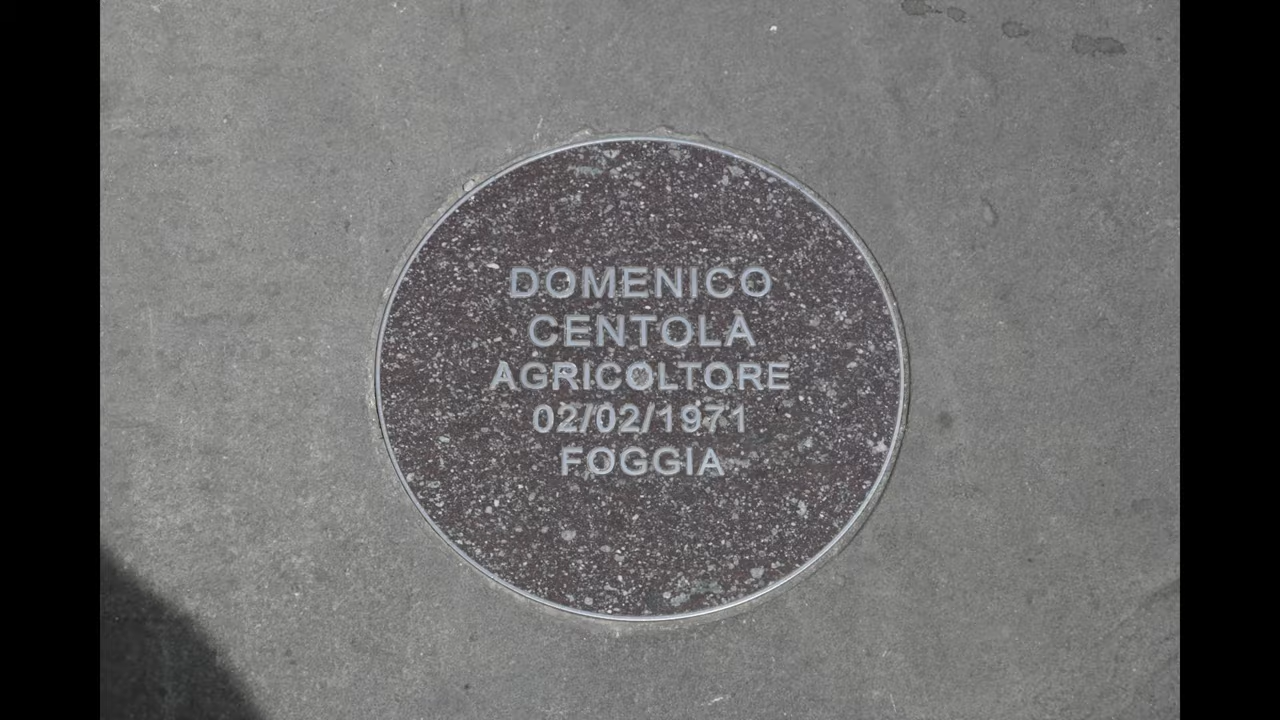 DOMENICO
CENTOLA
AGRICOLTORE
02/02/1971
FOGGIA